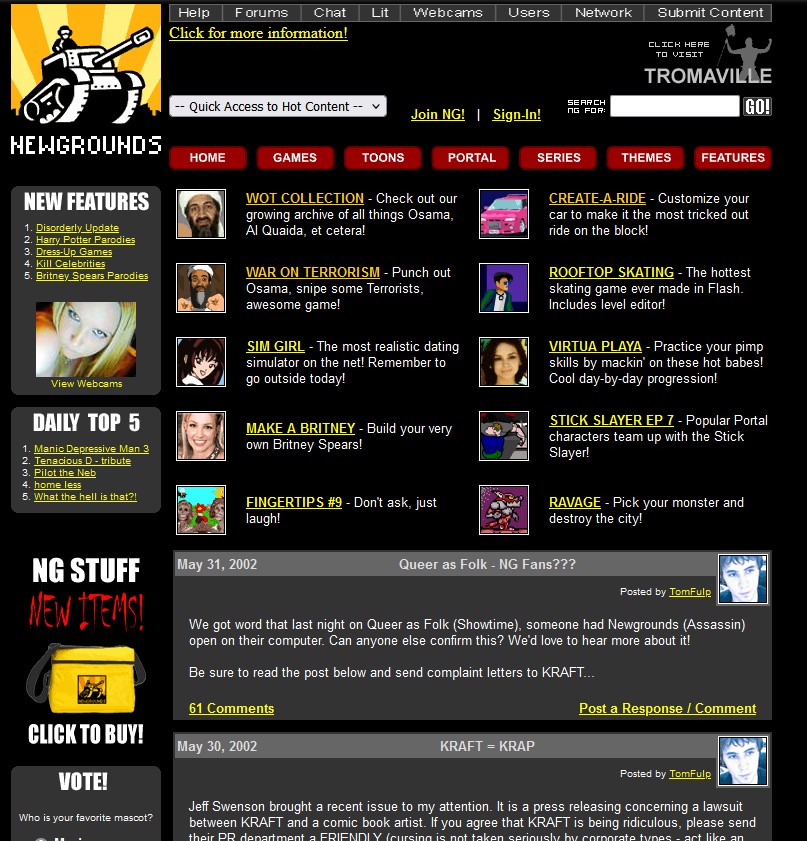 Help
Forums
Chat
Lit
Webcams
Users
Network
Submit Content
Click for more information!
CLICK HERE
TO VISIT
TROMAVILLE
-- Quick Access to Hot Content --
Join NG! | Sign-In!
SEARCH
NG FOR:
GO!
NEWGROUNDS
HOME
GAMES
TOONS
PORTAL
SERIES
THEMES
FEATURES
NEW FEATURES
1. Disorderly Update
2. Harry Potter Parodies
3. Dress-Up Games
4. Kill Celebrities
5. Britney Spears Parodies
View Webcams
DAILY TOP 5
1. Manic Depressive Man 3
2. Tenacious D - tribute
3. Pilot the Neb
4. home less
5. What the hell is that?!
NG STUFF
NEW ITEMS!
NEWGROUNDS
CLICK TO BUY!
VOTE!
Who is your favorite mascot?
WOT COLLECTION - Check out our
growing archive of all things Osama,
Al Quaida, et cetera!
CREATE-A-RIDE - Customize your
car to make it the most tricked out
ride on the block!
WAR ON TERRORISM - Punch out
Osama, snipe some Terrorists,
awesome game!
ROOFTOP SKATING - The hottest
skating game ever made in Flash.
Includes level editor!
SIM GIRL - The most realistic dating
simulator on the net! Remember to
go outside today!
VIRTUA PLAYA - Practice your pimp
skills by mackin' on these hot babes!
Cool day-by-day progression!
MAKE A BRITNEY - Build your very
own Britney Spears!
STICK SLAYER EP 7 - Popular Portal
characters team up with the Stick
Slayer!
FINGERTIPS #9 - Don't ask, just
laugh!
RAVAGE - Pick your monster and
destroy the city!
May 31, 2002
Queer as Folk - NG Fans???
Posted by TomFulp
We got word that last night on Queer as Folk (Showtime), someone had Newgrounds (Assassin)
open on their computer. Can anyone else confirm this? We'd love to hear more about it!
Be sure to read the post below and send complaint letters to KRAFT...
61 Comments
Post a Response / Comment
May 30, 2002
KRAFT = KRAP
Posted by TomFulp
Jeff Swenson brought a recent issue to my attention. It is a press releasing concerning a lawsuit
between KRAFT and a comic book artist. If you agree that KRAFT is being ridiculous, please send
their PR department a FRIENDLY (cursing is not taken seriously by corporate types - act like an